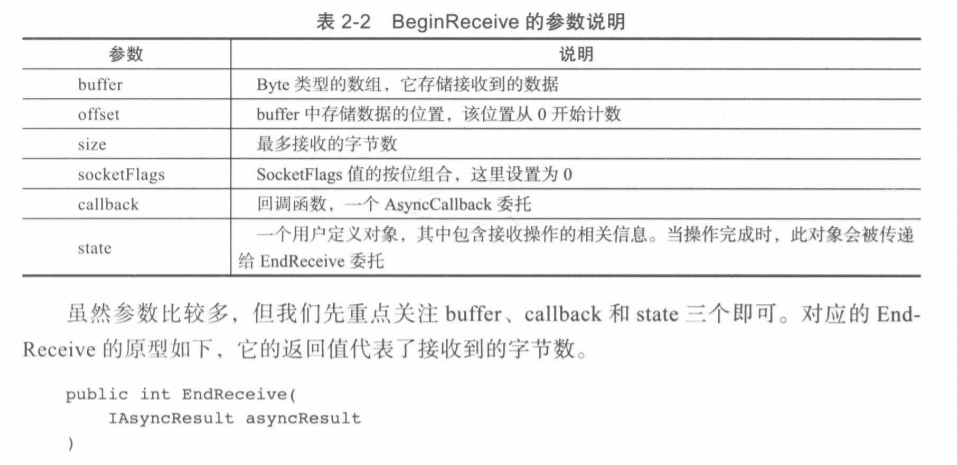 表 2-2 BeginReceive 的参数说明
参数 说明
buffer Byte 类型的数组，它存储接收到的数据
offset buffer 中存储数据的位置，该位置从 0 开始计数
size 最多接收的字节数
socketFlags SocketFlags 值的按位组合，这里设置为 0
callback 回调函数，一个 AsyncCallback 委托
state 一个用户定义对象，其中包含接收操作的相关信息。当操作完成时，此对象会被传递
给 EndReceive 委托
虽然参数比较多，但我们先重点关注 buffer、callback 和 state 三个即可。对应的 End-
Receive 的原型如下，它的返回值代表了接收到的字节数。
public int EndReceive(
IAsyncResult asyncResult
)